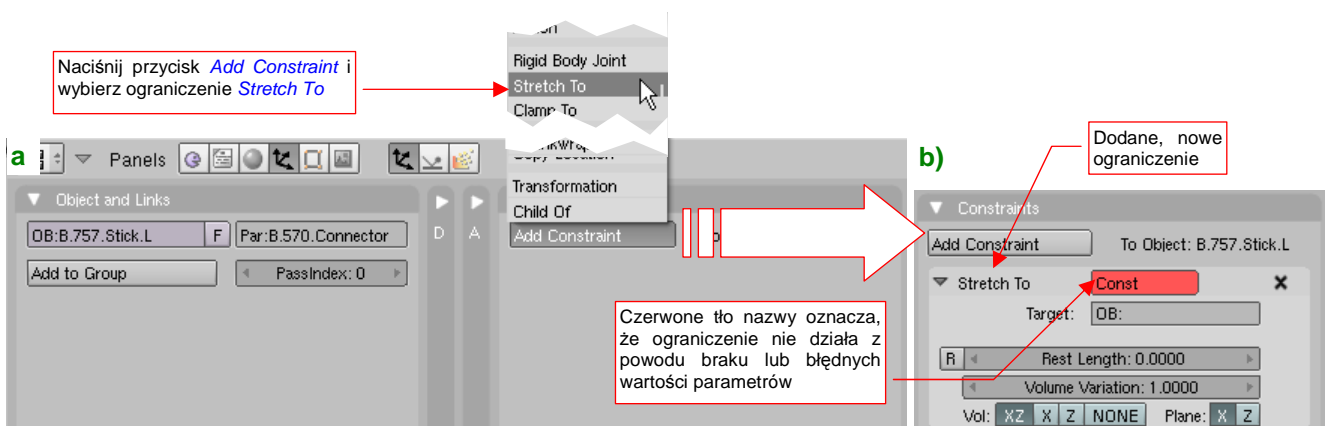 Naciśnij przycisk Add Constraint i
wybierz ograniczenie Stretch To
Rigid Body Joint
Stretch To
Clamp To
Transformation
Child Of
Dodane, nowe
ograniczenie
a
Panels
b)
Object and Links
OB:B.757.Stick.L
F
Par:B.570.Connector
Add to Group
PassIndex: 0
D
A
Add Constraint
Constraints
Add Constraint
To Object: B.757.Stick.L
Stretch To
Const
Target:
OB:
R
Rest Length: 0.0000
Volume Variation: 1.0000
Vol:
XZ
X
Z
NONE
Plane:
X
Z
Czerwone tło nazwy oznacza,
że ograniczenie nie działa z
powodu braku lub błędnych
wartości parametrów